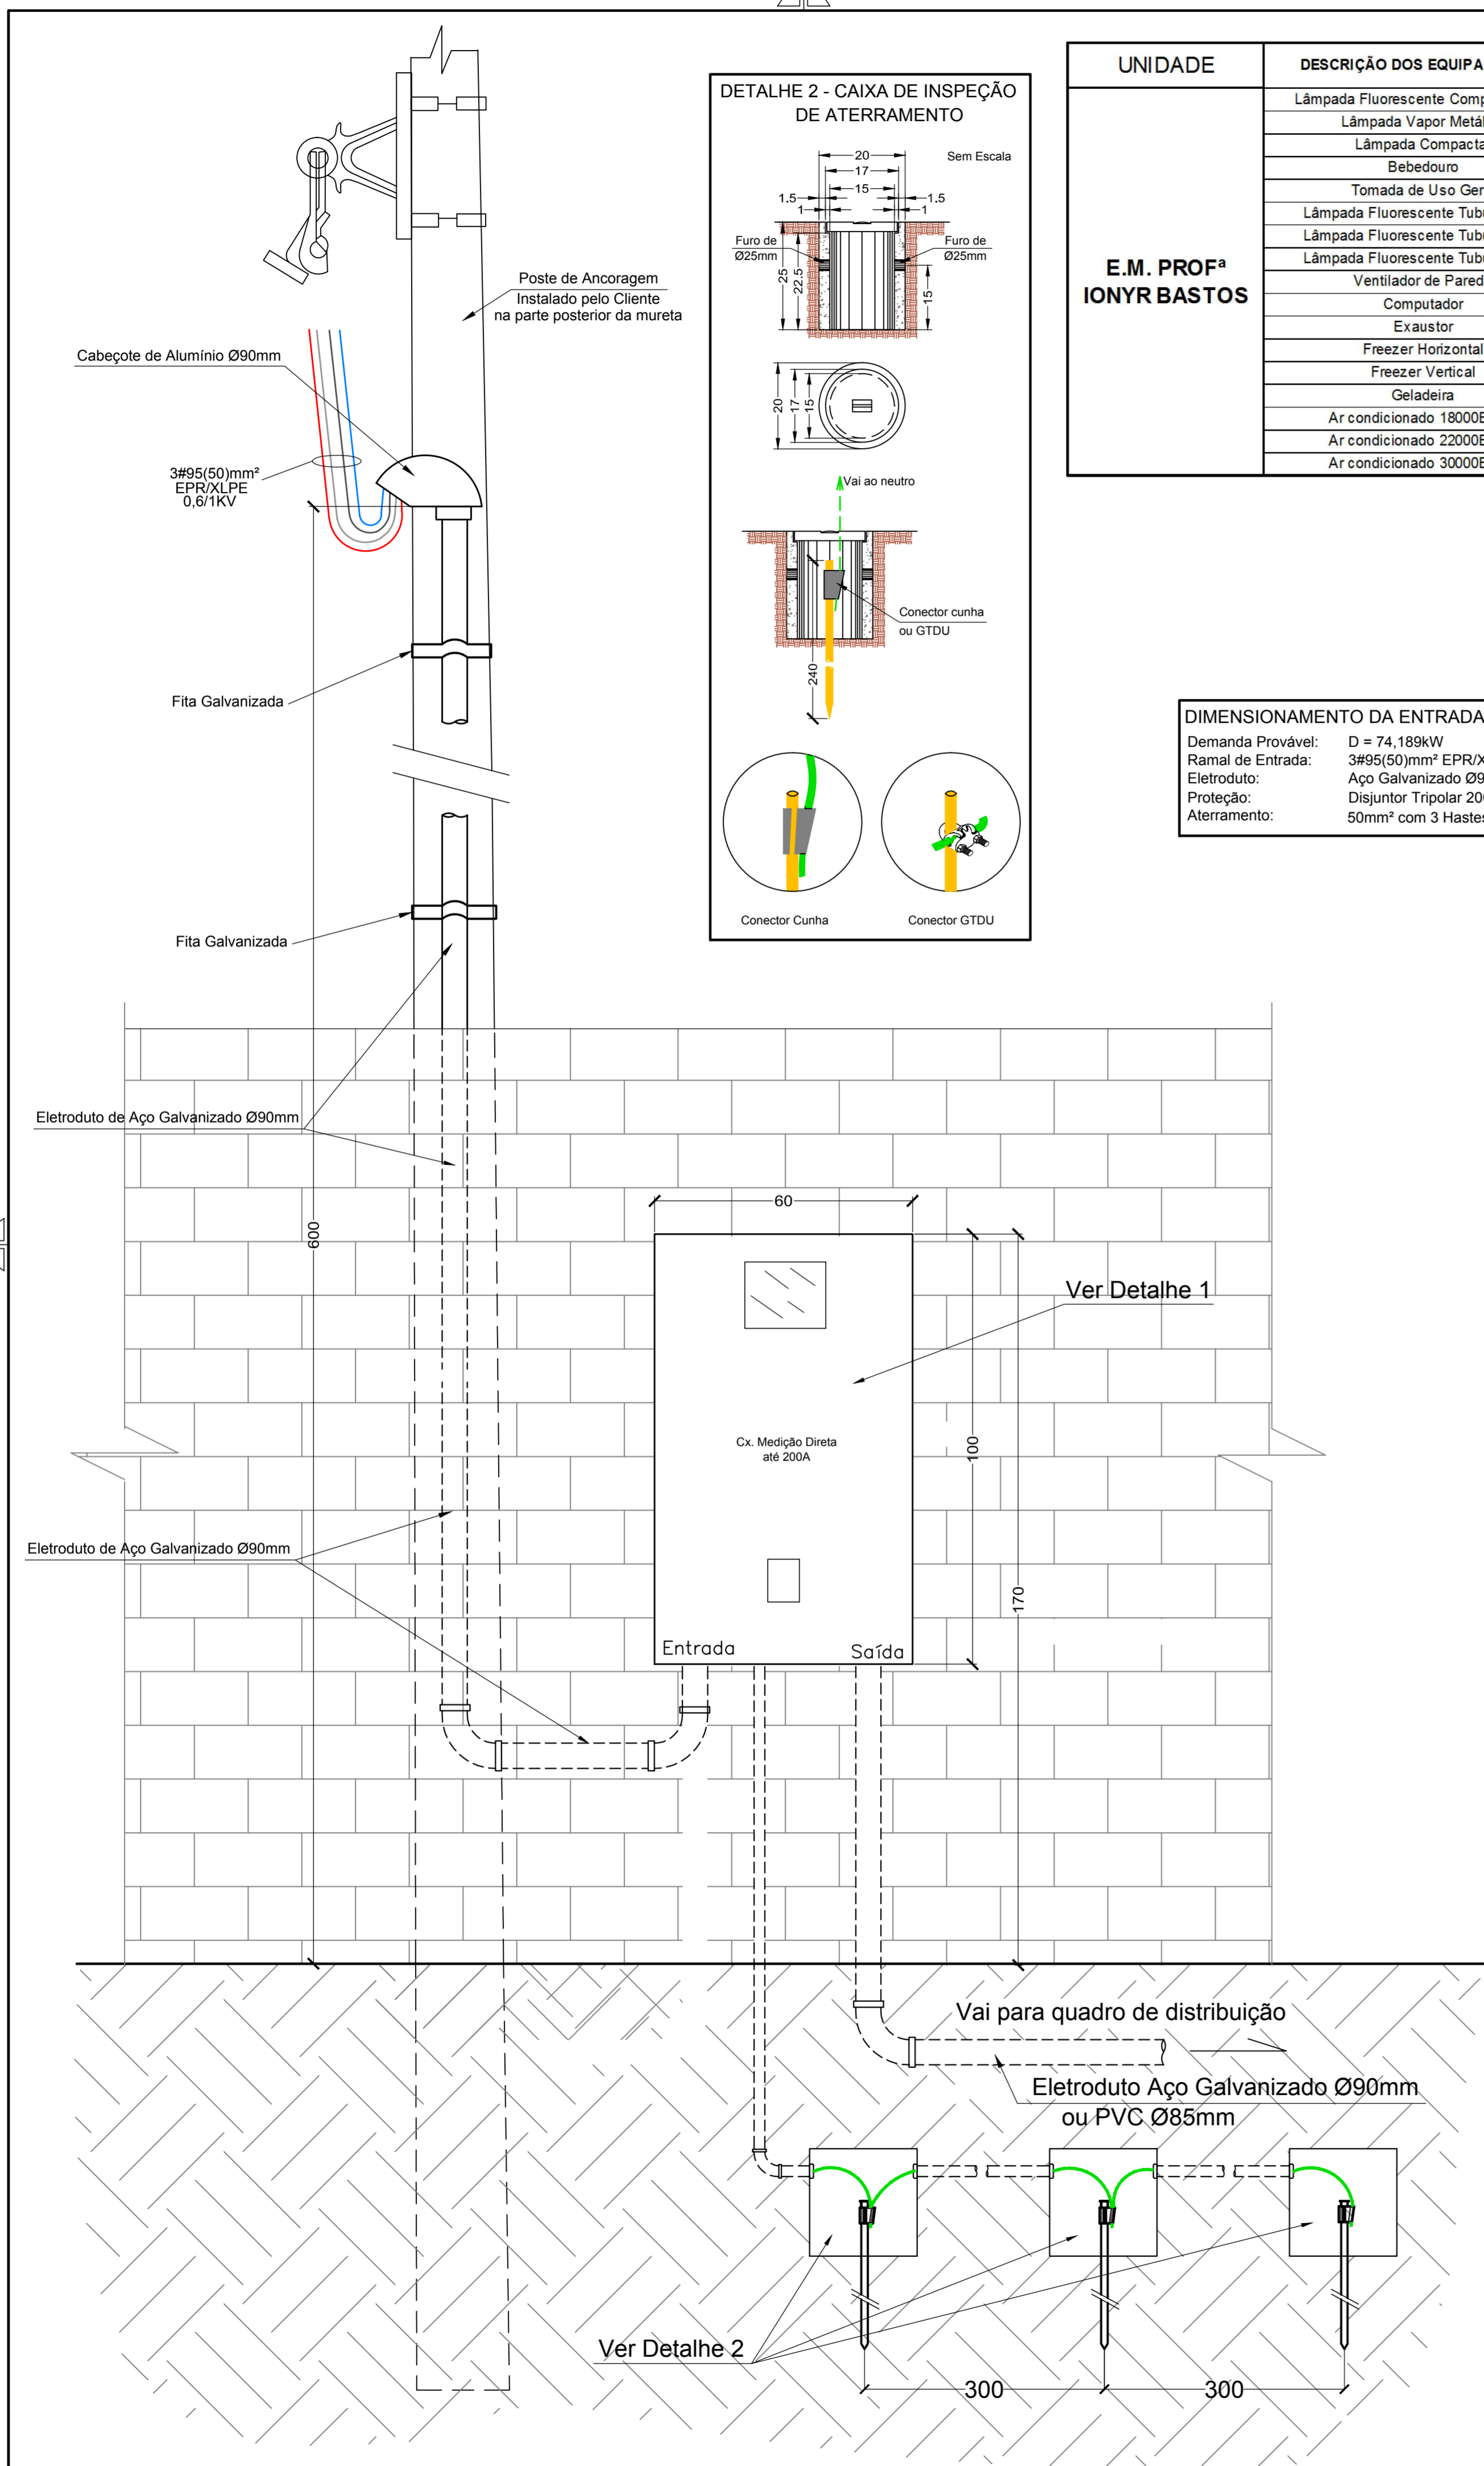 UNIDADE
DESCRIÇÃO DOS EQUIPA
E.M. PROFª
IONYR BASTOS
Lâmpada Fluorescente Comp
Lâmpada Vapor Metál
Lâmpada Compacta
Bebedouro
Tomada de Uso Ger
Lâmpada Fluorescente Tub
Lâmpada Fluorescente Tub
Lâmpada Fluorescente Tub
Ventilador de Pared
Computador
Exaustor
Freezer Horizontal
Freezer Vertical
Geladeira
Ar condicionado 18000B
Ar condicionado 22000B
Ar condicionado 30000B
DETALHE 2 - CAIXA DE INSPEÇÃO
DE ATERRAMENTO
Sem Escala
20
17
15
1.5
1.5
1
1
Furo de
Ø25mm
Furo de
Ø25mm
25
22.5
15
20
17
15
Vai ao neutro
Conector cunha
ou GTDU
240
Conector Cunha
Conector GTDU
Poste de Ancoragem
Instalado pelo Cliente
na parte posterior da mureta
Cabeçote de Alumínio Ø90mm
3#95(50)mm²
EPR/XLPE
0,6/1KV
Fita Galvanizada
Fita Galvanizada
DIMENSIONAMENTO DA ENTRADA
Demanda Provável: D = 74,189kW
Ramal de Entrada: 3#95(50)mm² EPR/X
Eletroduto: Aço Galvanizado Ø9
Proteção: Disjuntor Tripolar 20
Aterramento: 50mm² com 3 Hastes
Eletroduto de Aço Galvanizado Ø90mm
600
60
Ver Detalhe 1
Cx. Medição Direta
até 200A
100
170
Eletroduto de Aço Galvanizado Ø90mm
Entrada
Saída
Vai para quadro de distribuição
Eletroduto Aço Galvanizado Ø90mm
ou PVC Ø85mm
Ver Detalhe 2
300
300